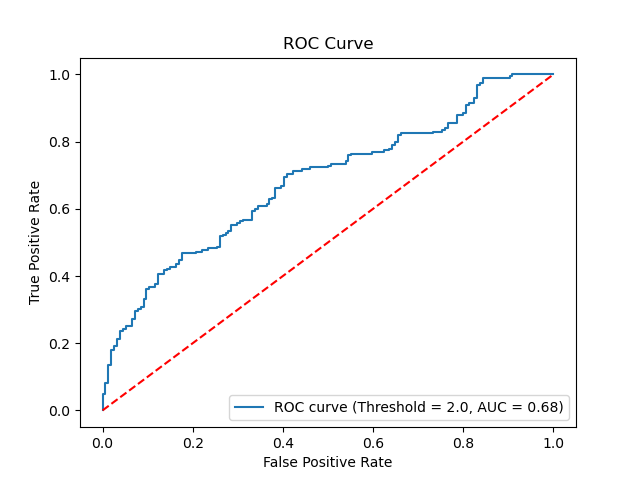 ROC Curve
True Positive Rate
1.0
0.8
0.6
0.4
0.2
0.0
ROC curve (Threshold = 2.0, AUC = 0.68)
0.0 0.2 0.4 0.6 0.8 1.0
False Positive Rate